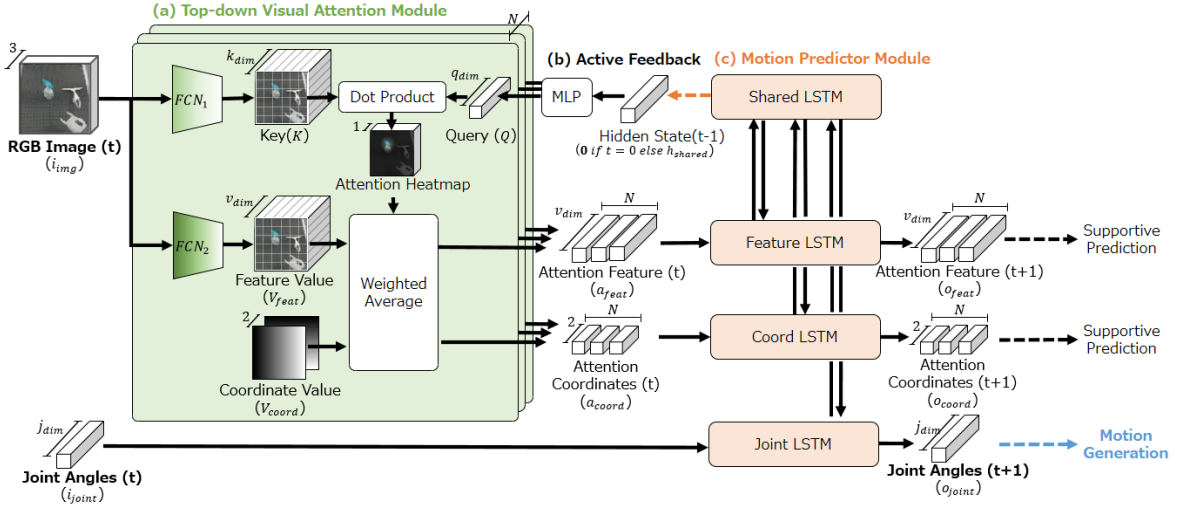 (a) Top-down Visual Attention Module
N
3
RGB Image (t)
(i_img)
FCN_1
k_dim
Key(K)
Dot Product
q_dim
Query (Q)
1
Attention Heatmap
(b) Active Feedback
MLP
Hidden State(t-1)
(0 if t = 0 else h_shared)
(c) Motion Predictor Module
Shared LSTM
FCN_2
v_dim
Feature Value
(V_feat)
Weighted
Average
2
Coordinate Value
(V_coord)
v_dim
N
Attention Feature (t)
(a_feat)
Feature LSTM
v_dim
N
Attention Feature (t+1)
(o_feat)
Supportive
Prediction
2
N
Attention
Coordinates (t)
(a_coord)
Coord LSTM
2
N
Attention
Coordinates (t+1)
(o_coord)
Supportive
Prediction
j_dim
Joint Angles (t)
(i_joint)
Joint LSTM
j_dim
Joint Angles (t+1)
(o_joint)
Motion
Generation